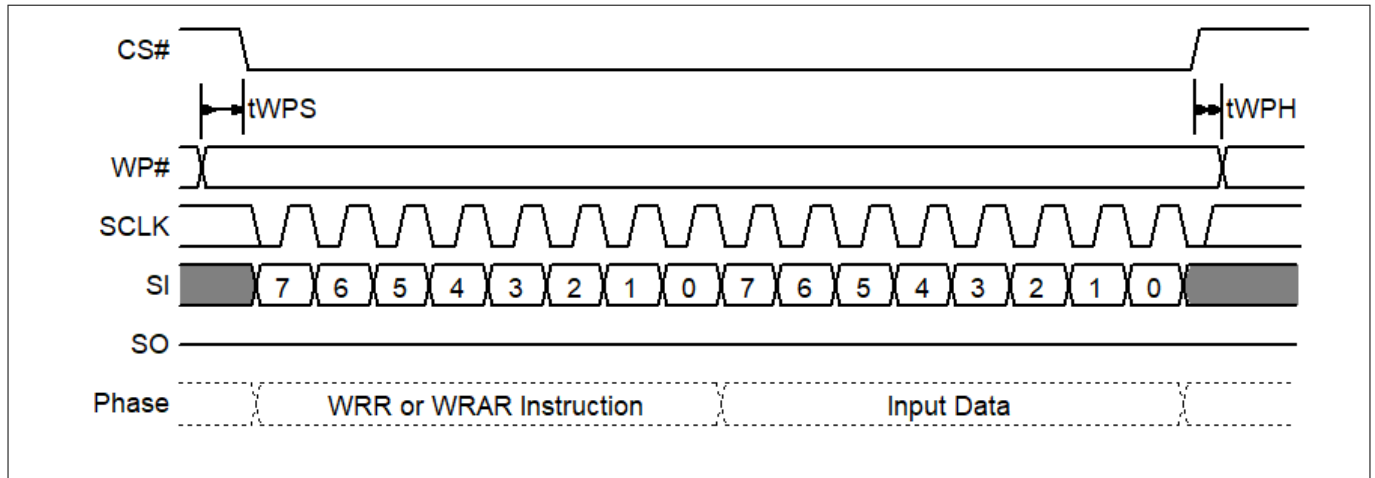 CS#
tWPS tWPH
WP#
SCLK
SI 7 6 5 4 3 2 1 0 7 6 5 4 3 2 1 0
SO
Phase WRR or WRAR Instruction Input Data